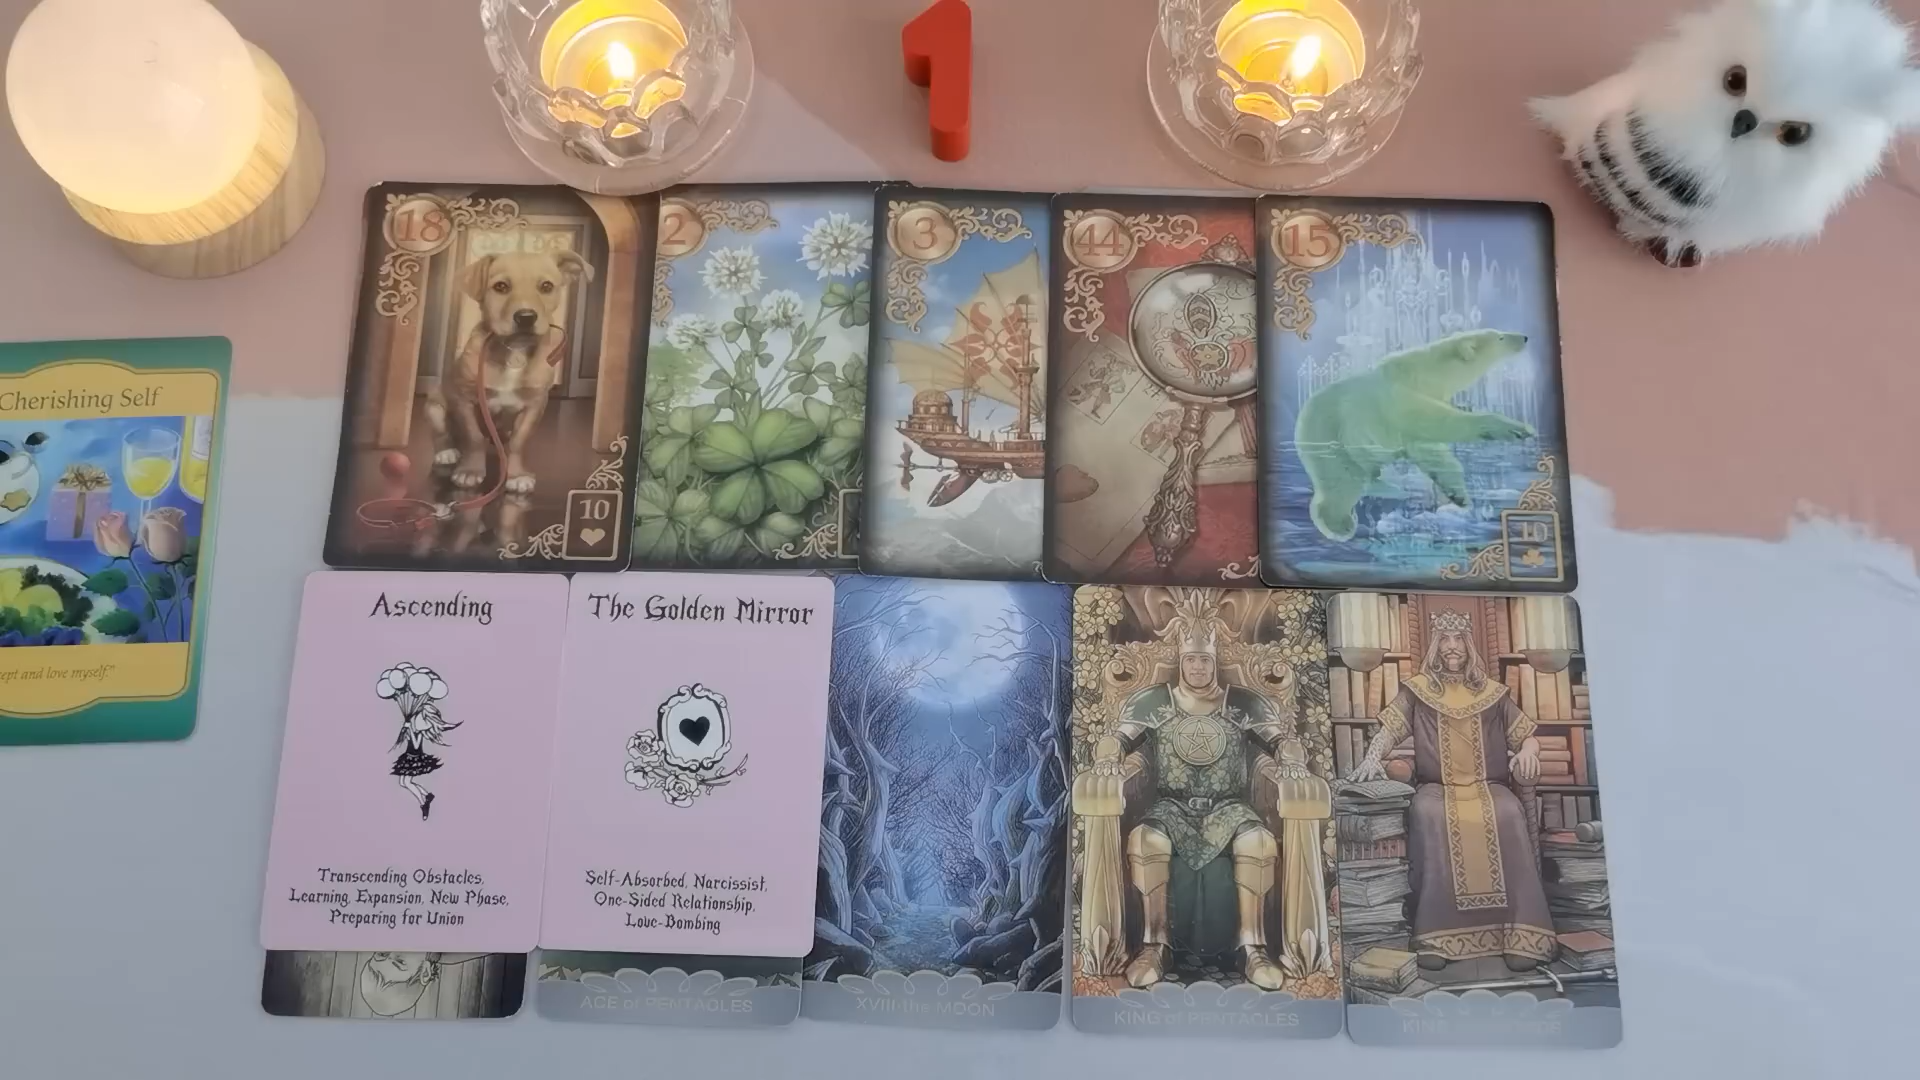 1
18
2
3
44
15
10
10
Cherishing Self
ept and love myself."
Ascending
Transcending Obstacles,
Learning, Expansion, New Phase,
Preparing for Union
The Golden Mirror
Self-Absorbed, Narcissist,
One-Sided Relationship,
Love-Bombing
ACE of PENTACLES
XVIII the MOON
KING of PENTACLES
KING